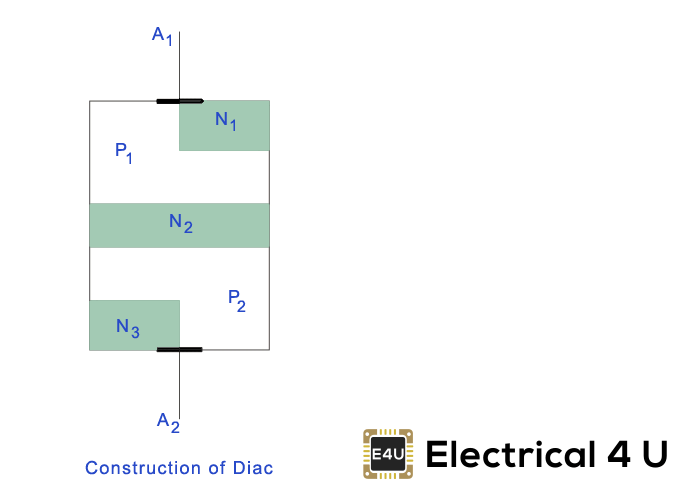 A1
N1
P1
N2
P2
N3
A2
Construction of Diac
E4U
Electrical 4 U